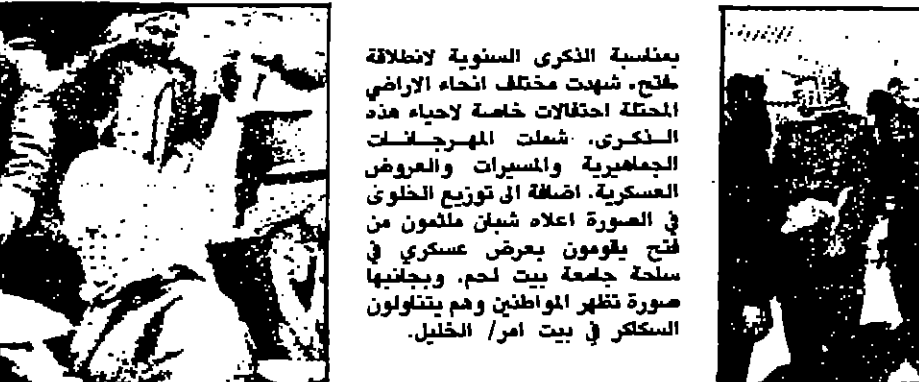 بمناسبة الذكرى السنوية لانطلاقة
فتح. شهدت مختلف انحاء الاراضي
المحتلة احتفالات خاصة لاحياء هذه
الـذكـرى. شملت المهـرجـانـات
الجماهيرية والمسيرات والعروض
العسكرية. اضافة الى توزيع الحلوى
في الصورة اعلاه شبان ملثمون من
فتح يقومون بعرض عسكري في
ساحة جامعة بيت لحم. وبجانبها
صورة تظهر المواطنين وهم يتناولون
السكاكر في بيت امر/ الخليل.